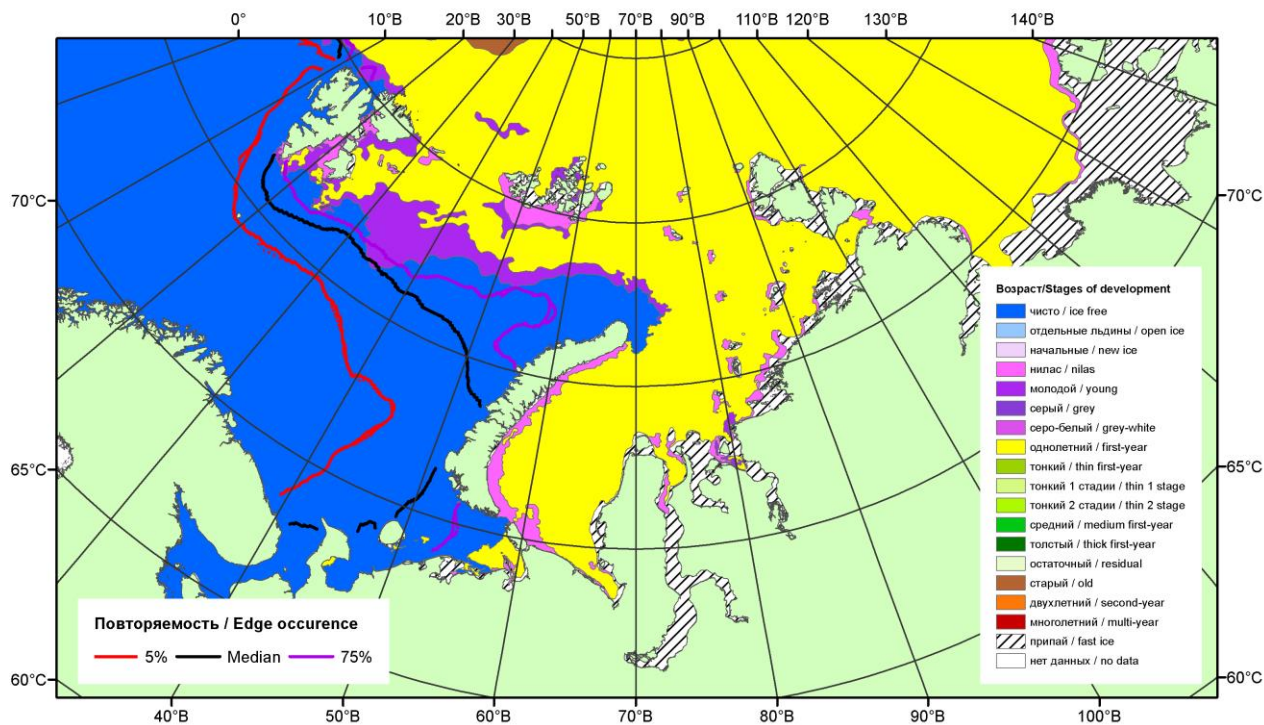 0° 10°В 20°В 30°В 50°В 70°В 90°В 110°В 120°В 130°В 140°В
70°С 70°С
Возраст/Stages of development
чисто / ice free
отдельные льдины / open ice
начальные / new ice
нилас / nilas
молодой / young
65°С 65°С
серый / grey
серо-белый / grey-white
однолетний / first-year
тонкий / thin first-year
тонкий 1 стадии / thin 1 stage
тонкий 2 стадии / thin 2 stage
средний / medium first-year
толстый / thick first-year
остаточный / residual
старый / old
двухлетний / second-year
многолетний / multi-year
припай / fast ice
нет данных / no data
Повторяемость / Edge occurence
5% Median 75%
60°С 60°С
40°В 50°В 60°В 70°В 80°В 90°В 100°В